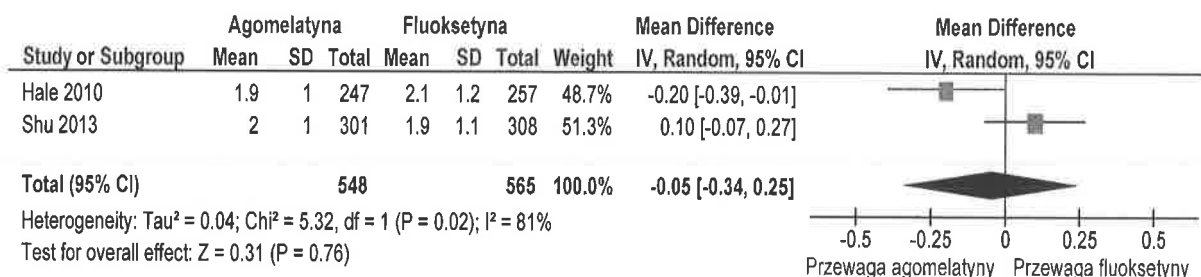 Agomelatyna Fluoksetyna Mean Difference Mean Difference
Study or Subgroup Mean SD Total Mean SD Total Weight IV, Random, 95% CI IV, Random, 95% CI
Hale 2010 1.9 1 247 2.1 1.2 257 48.7% -0.20 [-0.39, -0.01]
Shu 2013 2 1 301 1.9 1.1 308 51.3% 0.10 [-0.07, 0.27]
Total (95% CI) 548 565 100.0% -0.05 [-0.34, 0.25]
Heterogeneity: Tau² = 0.04; Chi² = 5.32, df = 1 (P = 0.02); I² = 81%
Test for overall effect: Z = 0.31 (P = 0.76)
-0.5 -0.25 0 0.25 0.5
Przewaga agomelatyny Przewaga fluoksetyny